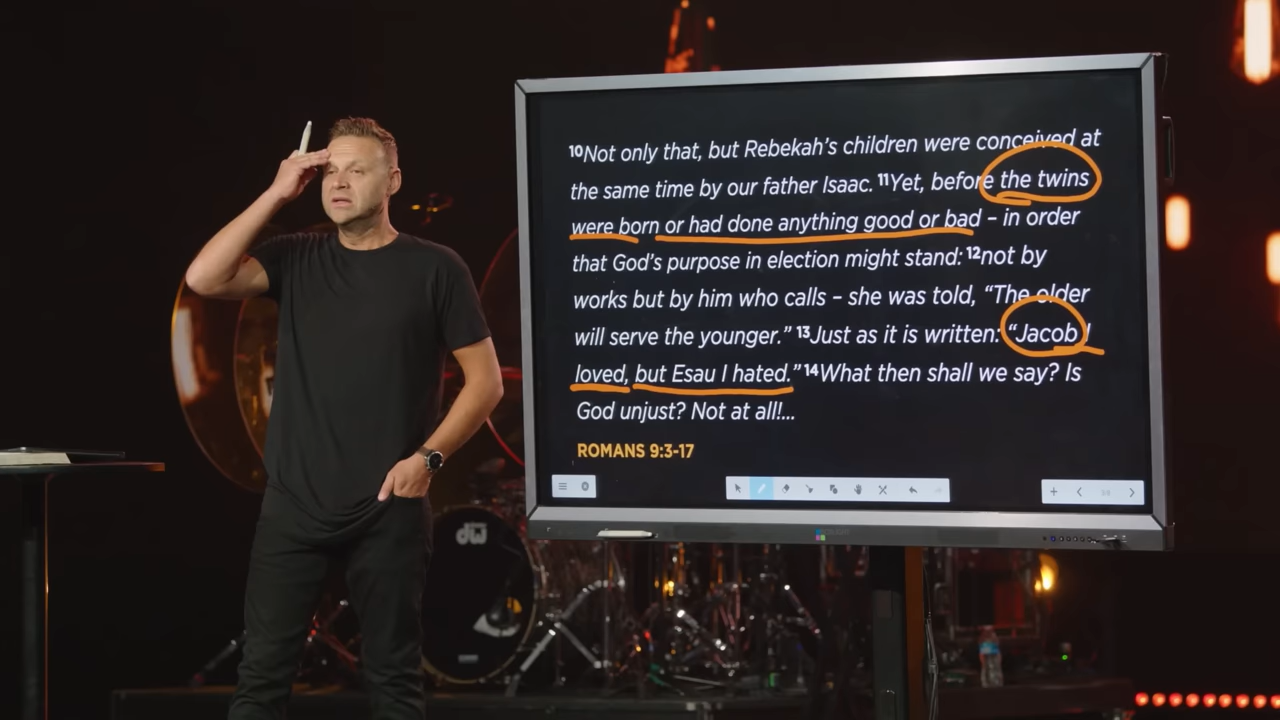 10Not only that, but Rebekah's children were conceived at
the same time by our father Isaac. 11Yet, before the twins
were born or had done anything good or bad – in order
that God's purpose in election might stand: 12not by
works but by him who calls – she was told, "The older
will serve the younger." 13Just as it is written: "Jacob I
loved, but Esau I hated." 14What then shall we say? Is
God unjust? Not at all!...
ROMANS 9:3-17
dw